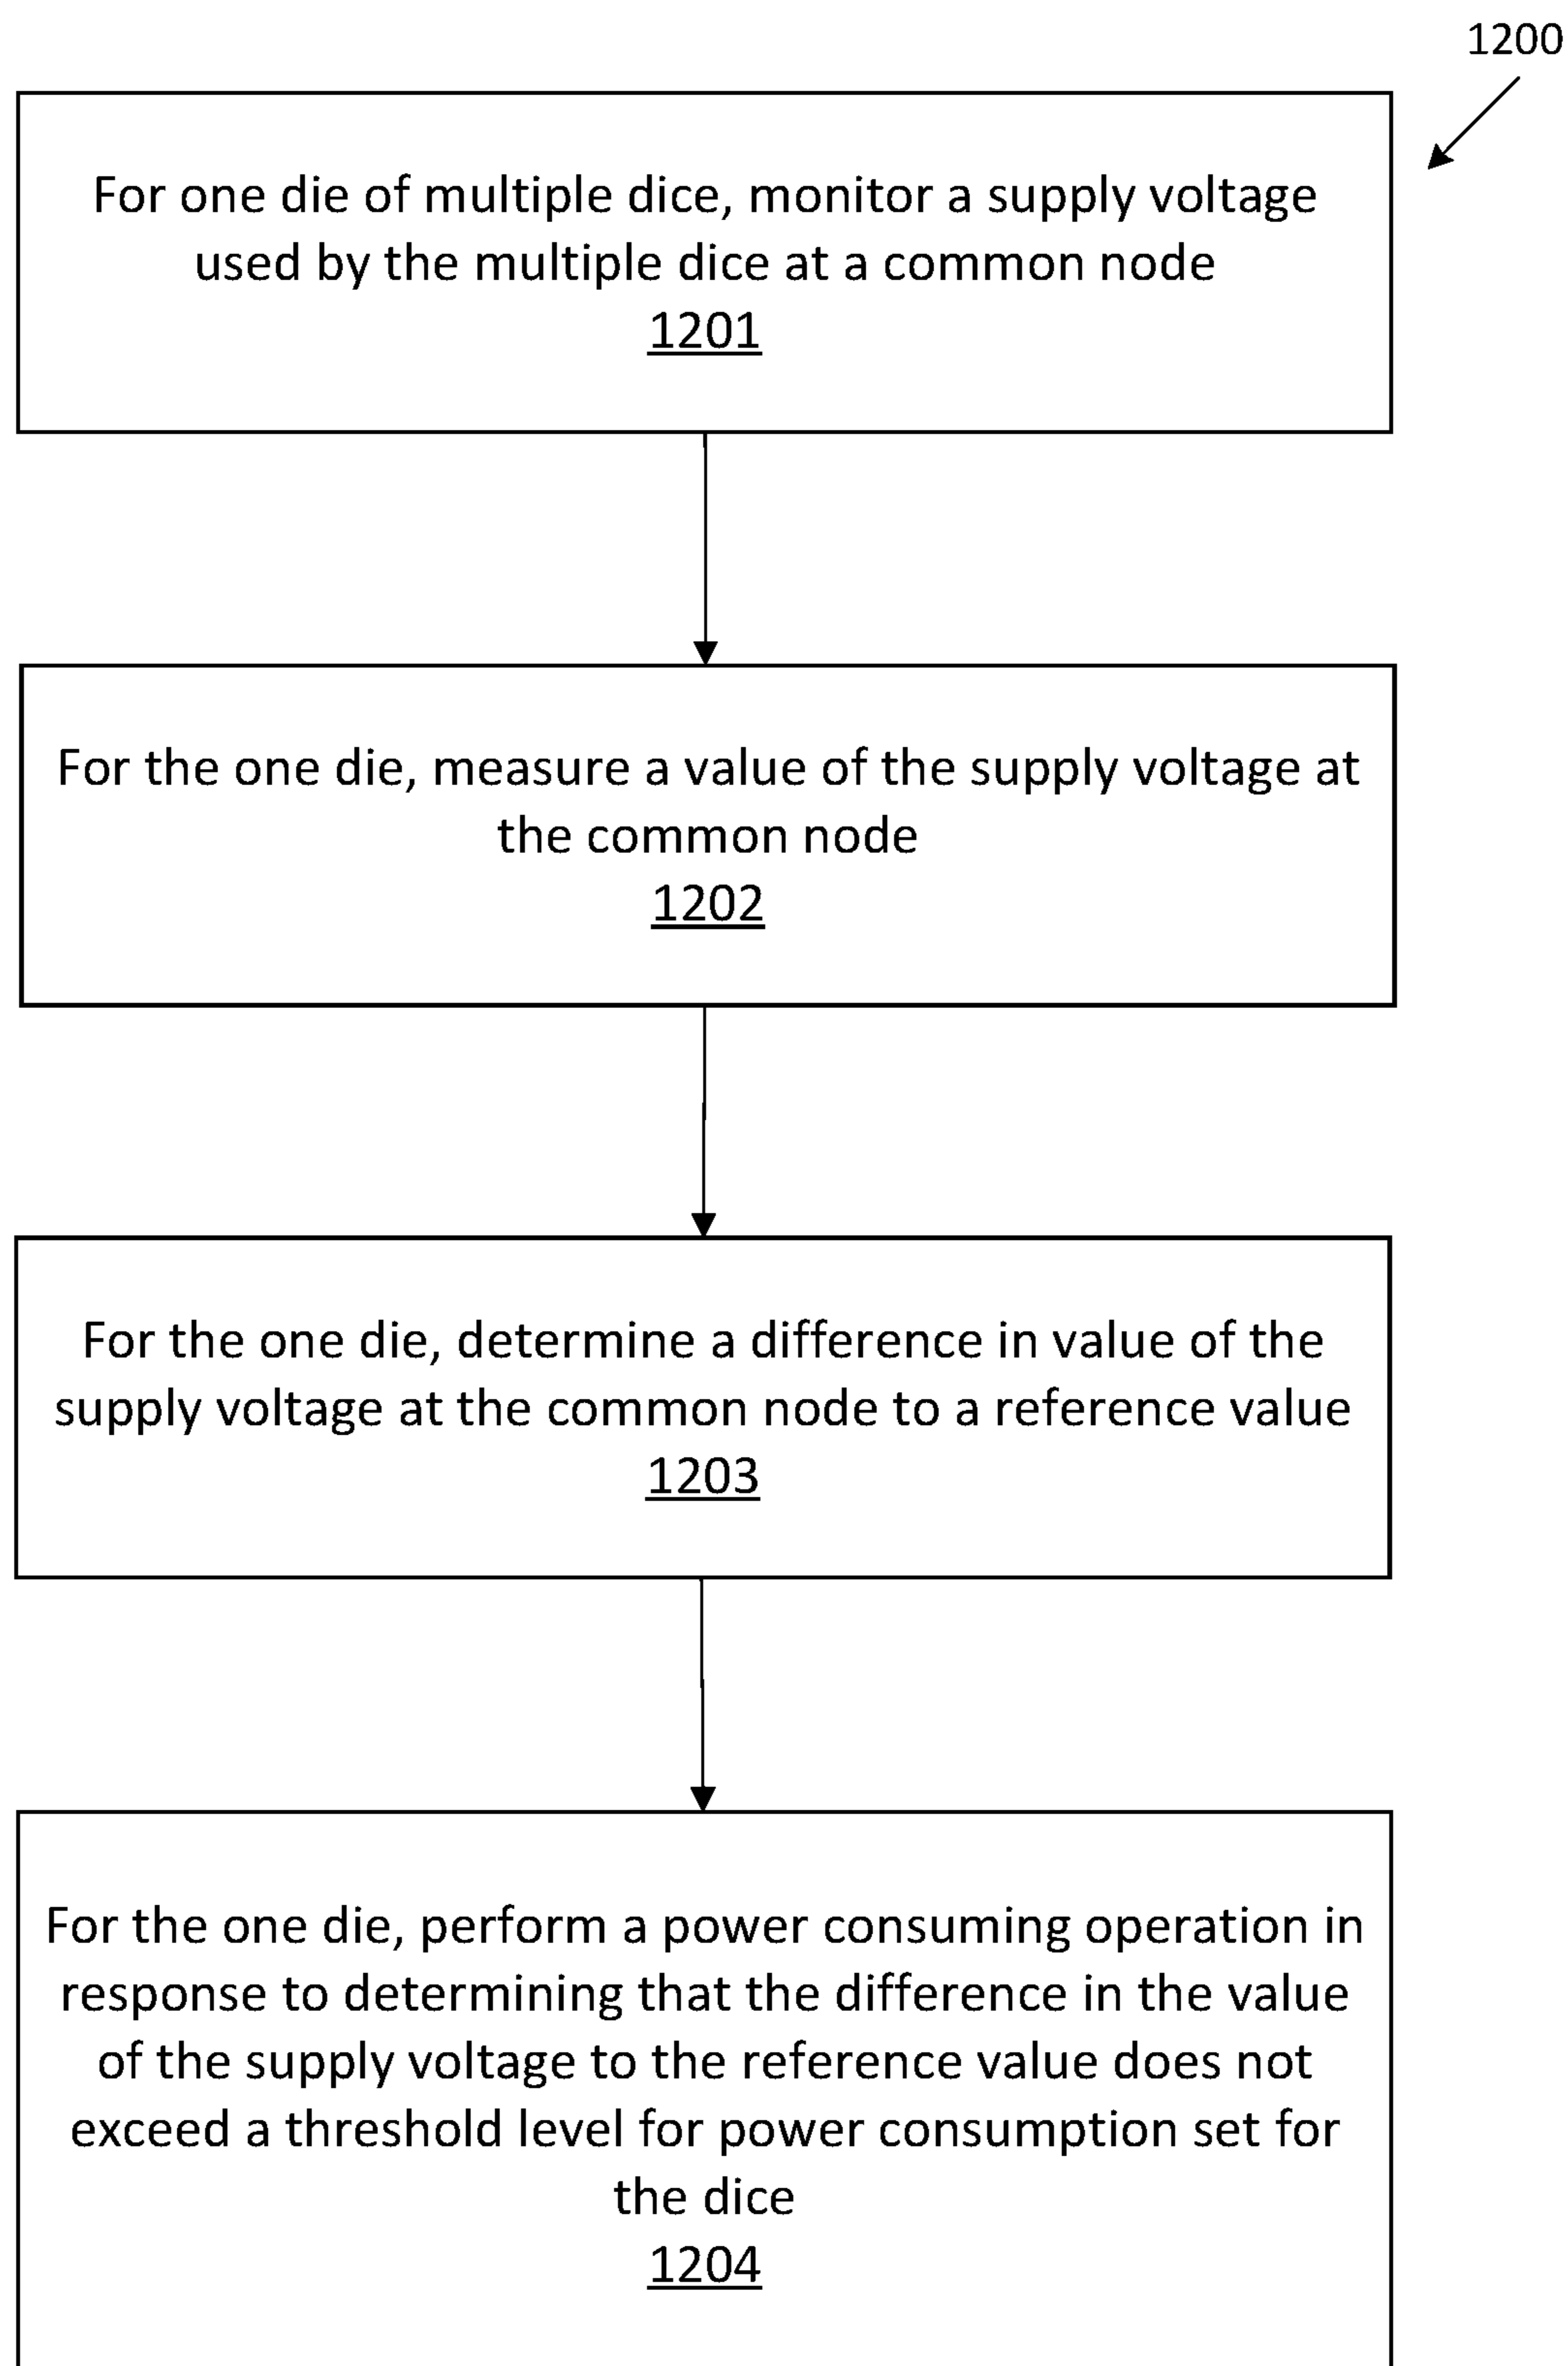 1200
For one die of multiple dice, monitor a supply voltage
used by the multiple dice at a common node
1201
For the one die, measure a value of the supply voltage at
the common node
1202
For the one die, determine a difference in value of the
supply voltage at the common node to a reference value
1203
For the one die, perform a power consuming operation in
response to determining that the difference in the value
of the supply voltage to the reference value does not
exceed a threshold level for power consumption set for
the dice
1204